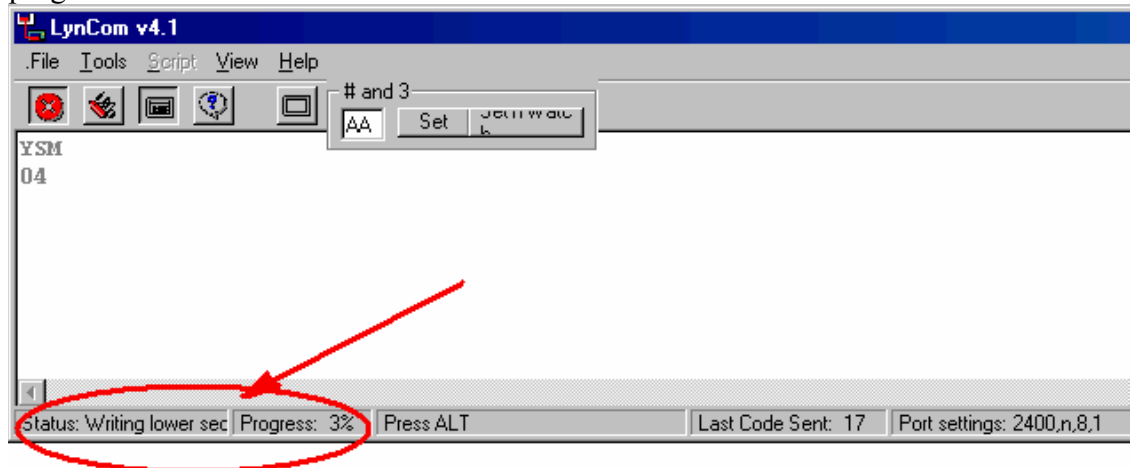 LynCom v4.1
.File Tools Script View Help
# and 3
AA Set
YSM
04
Status: Writing lower sec Progress: 3% Press ALT Last Code Sent: 17 Port settings: 2400,n,8,1